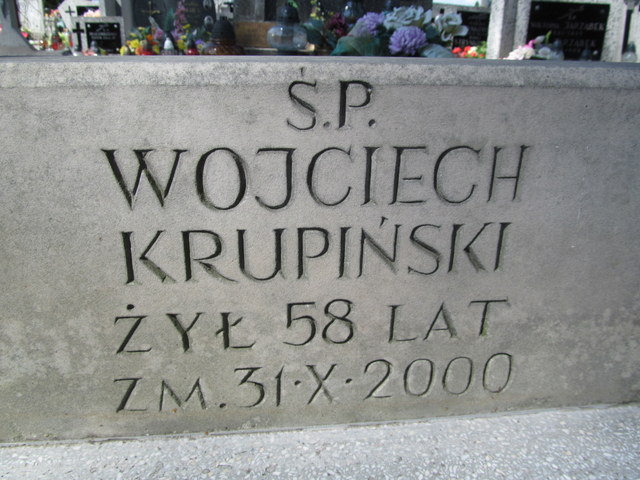 Ś.P.
WOJCIECH
KRUPIŃSKI
ŻYŁ 58 LAT
ZM. 31·X·2000